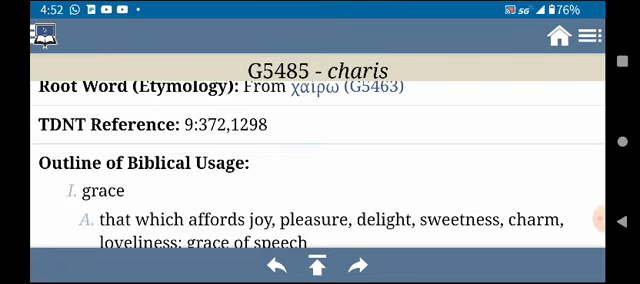 4:52
5G 76%
G5485 - charis
Root Word (Etymology): From χαίρω (G5463)
TDNT Reference: 9:372,1298
Outline of Biblical Usage:
I. grace
A. that which affords joy, pleasure, delight, sweetness, charm,
loveliness: grace of speech